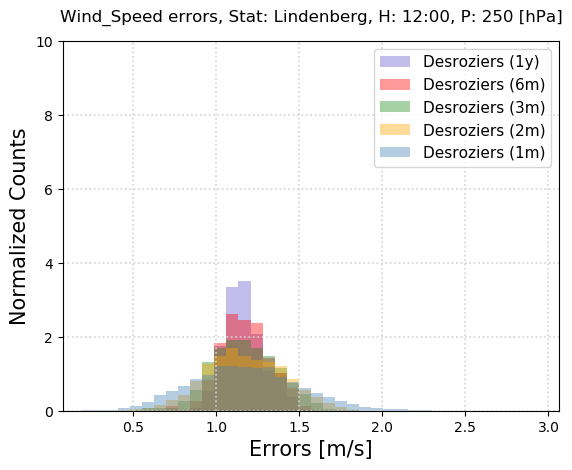 Wind_Speed errors, Stat: Lindenberg, H: 12:00, P: 250 [hPa]
10
8
6
4
2
0
Normalized Counts
Desroziers (1y)
Desroziers (6m)
Desroziers (3m)
Desroziers (2m)
Desroziers (1m)
0.5 1.0 1.5 2.0 2.5 3.0
Errors [m/s]